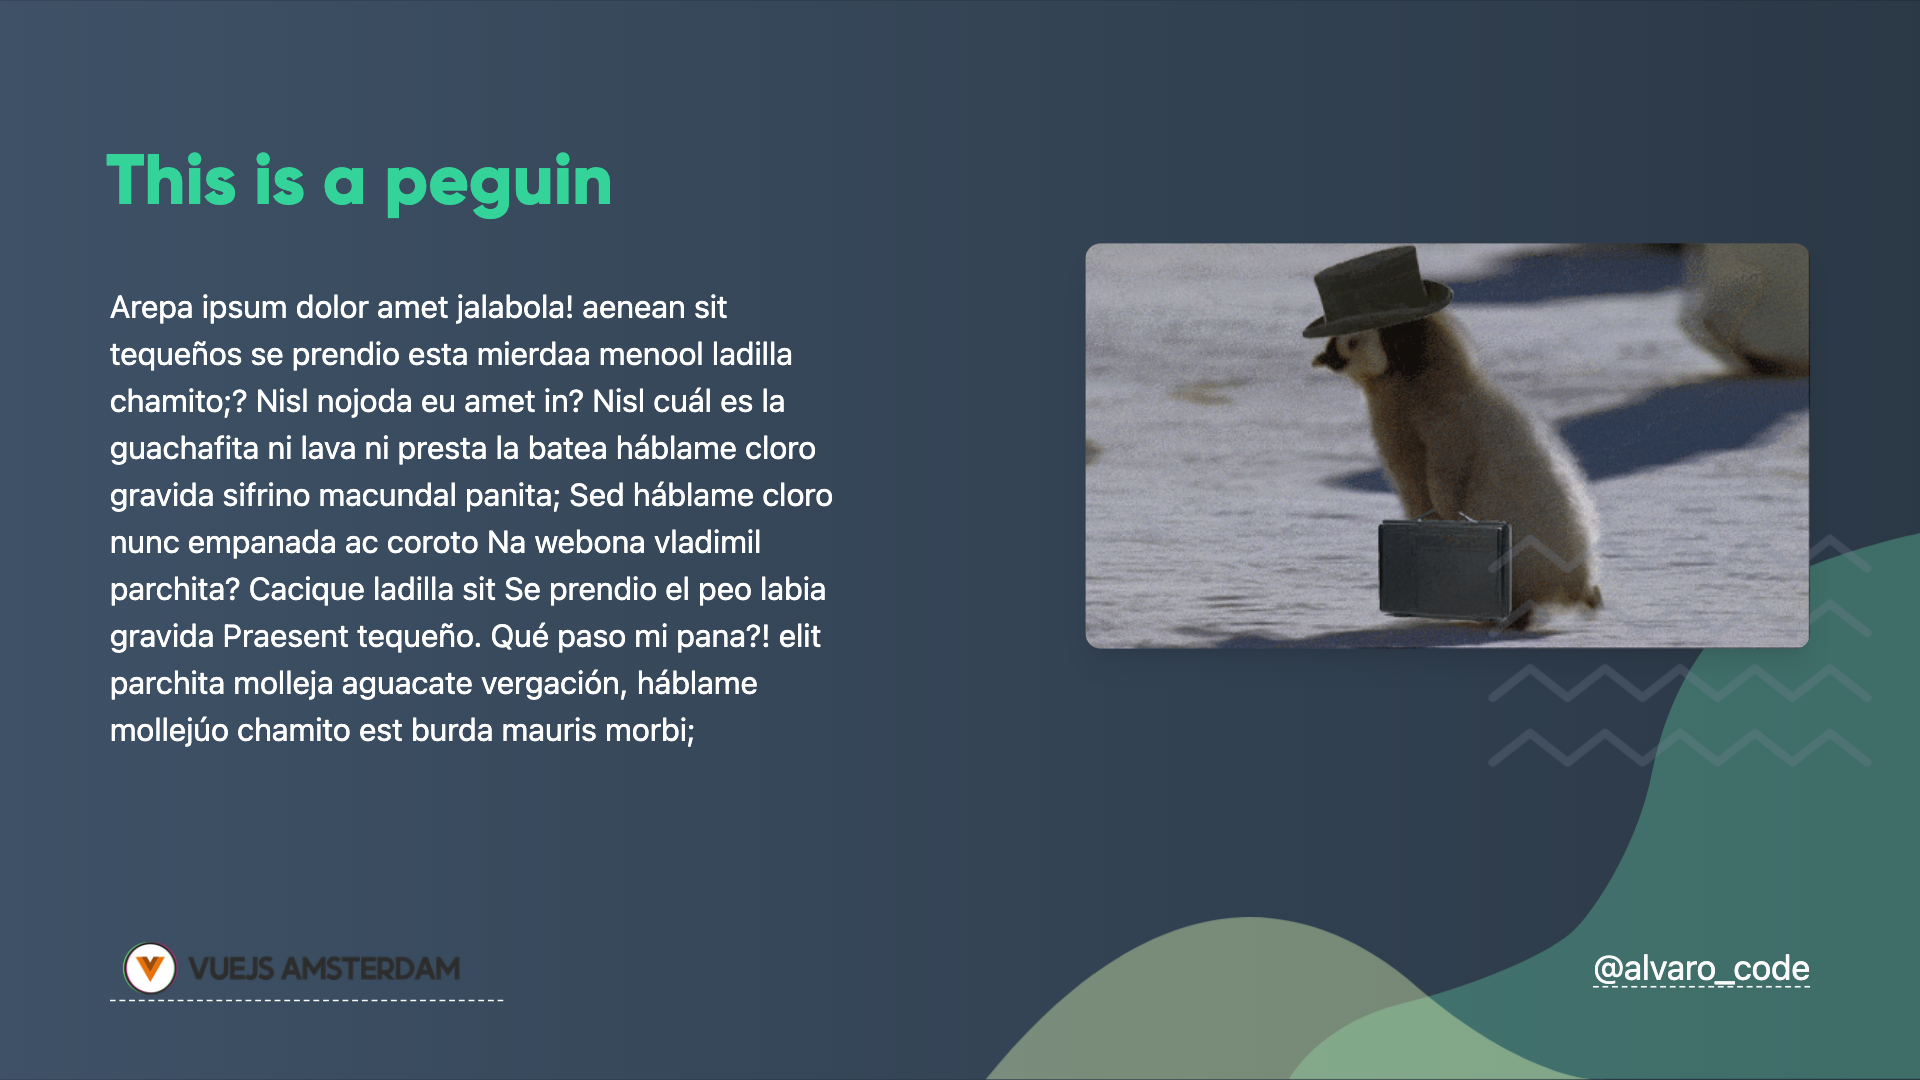 This is a peguin
Arepa ipsum dolor amet jalabola! aenean sit
tequeños se prendio esta mierdaa menool ladilla
chamito;? Nisl nojoda eu amet in? Nisl cuál es la
guachafita ni lava ni presta la batea háblame cloro
gravida sifrino macundal panita; Sed háblame cloro
nunc empanada ac coroto Na webona vladimil
parchita? Cacique ladilla sit Se prendio el peo labia
gravida Praesent tequeño. Qué paso mi pana?! elit
parchita molleja aguacate vergación, háblame
mollejúo chamito est burda mauris morbi;
VUEJS AMSTERDAM
@alvaro_code